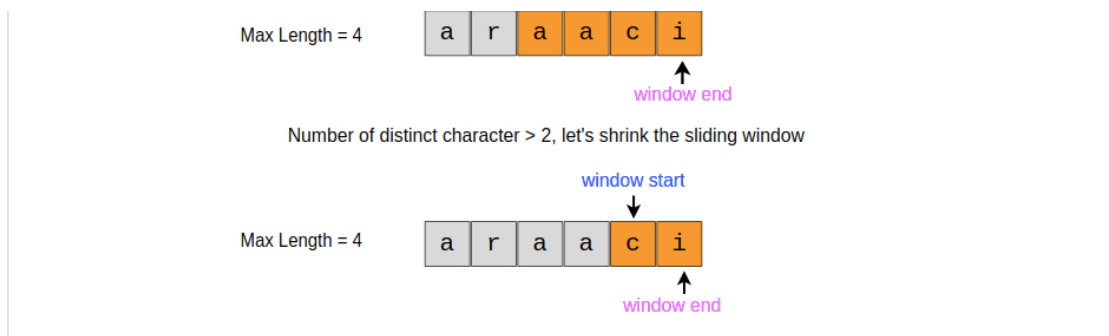 Max Length = 4 a r a a c i
window end
Number of distinct character > 2, let's shrink the sliding window
window start
Max Length = 4 a r a a c i
window end